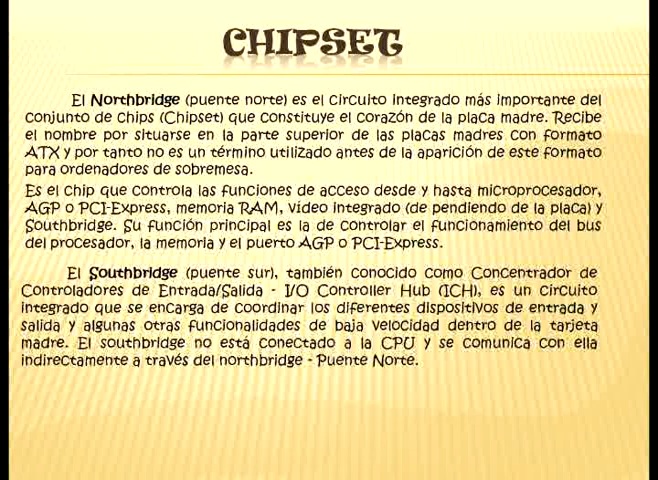 CHIPSET
El Northbridge (puente norte) es el circuito integrado más importante del
conjunto de chips (Chipset) que constituye el corazón de la placa madre. Recibe
el nombre por situarse en la parte superior de las placas madres con formato
ATX y por tanto no es un término utilizado antes de la aparición de este formato
para ordenadores de sobremesa.
Es el chip que controla las funciones de acceso desde y hasta microprocesador,
AGP o PCI-Express, memoria RAM, vídeo integrado (de pendiendo de la placa) y
Southbridge. Su función principal es la de controlar el funcionamiento del bus
del procesador, la memoria y el puerto AGP o PCI-Express.
El Southbridge (puente sur), también conocido como Concentrador de
Controladores de Entrada/Salida - I/O Controller Hub (ICH), es un circuito
integrado que se encarga de coordinar los diferentes dispositivos de entrada y
salida y algunas otras funcionalidades de baja velocidad dentro de la tarjeta
madre. El southbridge no está conectado a la CPU y se comunica con ella
indirectamente a través del northbridge - Puente Norte.